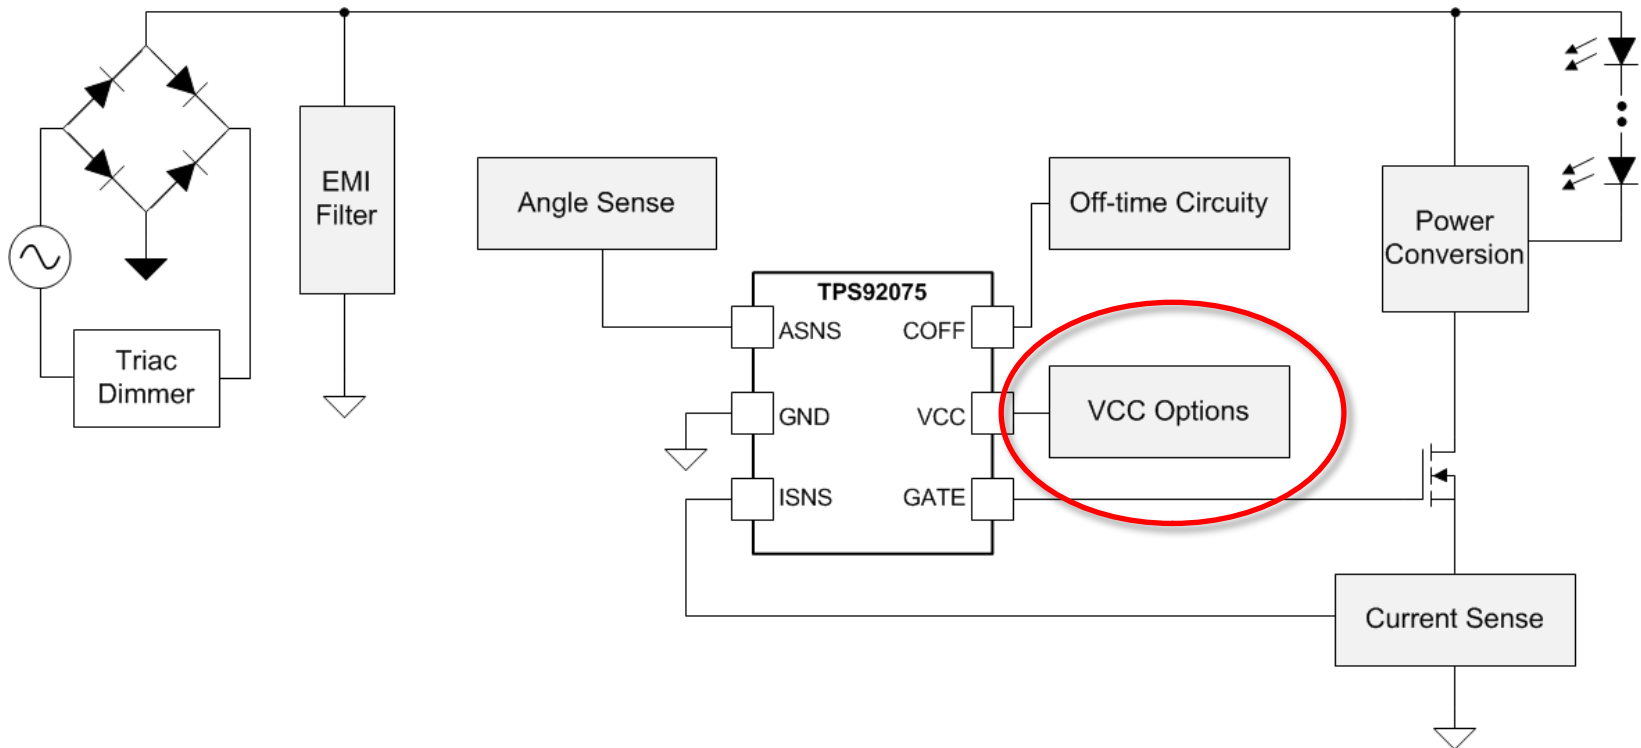 EMI
Filter
Angle Sense
Off-time Circuity
Power
Conversion
TPS92075
ASNS
COFF
Triac
Dimmer
GND
VCC
VCC Options
ISNS
GATE
Current Sense